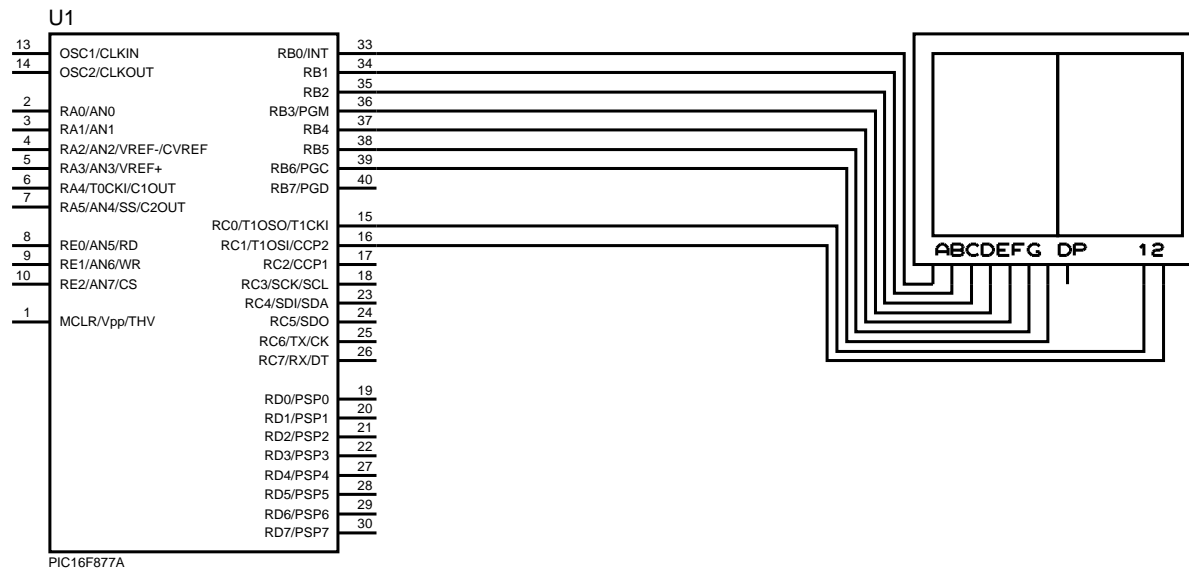 U1
13 OSC1/CLKIN RB0/INT 33
14 OSC2/CLKOUT RB1 34
RB2 35
2 RA0/AN0 RB3/PGM 36
3 RA1/AN1 RB4 37
4 RA2/AN2/VREF-/CVREF RB5 38
5 RA3/AN3/VREF+ RB6/PGC 39
6 RA4/T0CKI/C1OUT RB7/PGD 40
7 RA5/AN4/SS/C2OUT
RC0/T1OSO/T1CKI 15
8 RE0/AN5/RD RC1/T1OSI/CCP2 16
9 RE1/AN6/WR RC2/CCP1 17
10 RE2/AN7/CS RC3/SCK/SCL 18
RC4/SDI/SDA 23
1 MCLR/Vpp/THV RC5/SDO 24
RC6/TX/CK 25
RC7/RX/DT 26
RD0/PSP0 19
RD1/PSP1 20
RD2/PSP2 21
RD3/PSP3 22
RD4/PSP4 27
RD5/PSP5 28
RD6/PSP6 29
RD7/PSP7 30
PIC16F877A
ABCDEFG DP 12